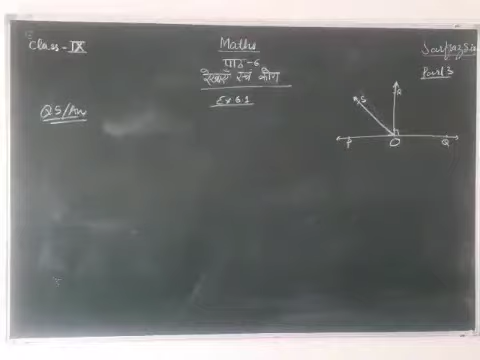 Class - IX
Maths
पाठ-6
रेखाएँ एवं कोण
Ex 6.1
Part 3
Q5/Ans
S
R
P
O
Q